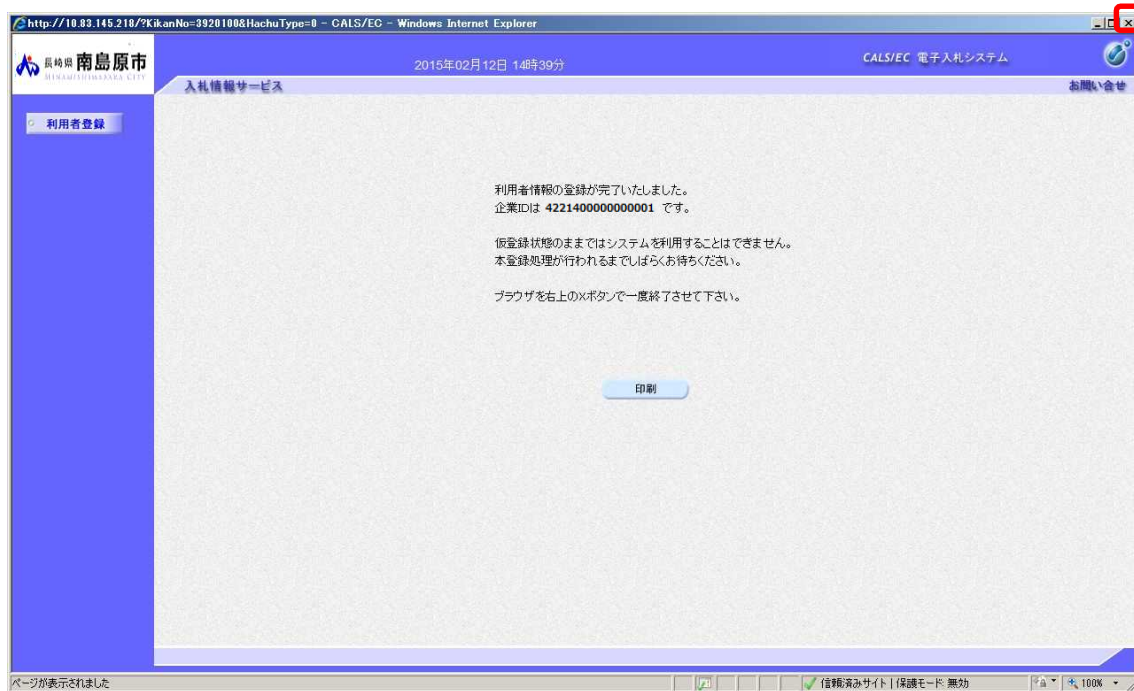 http://10.83.145.218/?KikanNo=3920100&HachuType=0 - CALS/EC - Windows Internet Explorer
長崎県 南島原市
MINAMISHIMABARA CITY
2015年02月12日 14時39分
CALS/EC 電子入札システム
入札情報サービス
お問い合せ
利用者登録
利用者情報の登録が完了いたしました。
企業IDは 4221400000000001 です。
仮登録状態のままではシステムを利用することはできません。
本登録処理が行われるまでしばらくお待ちください。
ブラウザを右上の×ボタンで一度終了させて下さい。
印刷
ページが表示されました
信頼済みサイト | 保護モード: 無効
100%